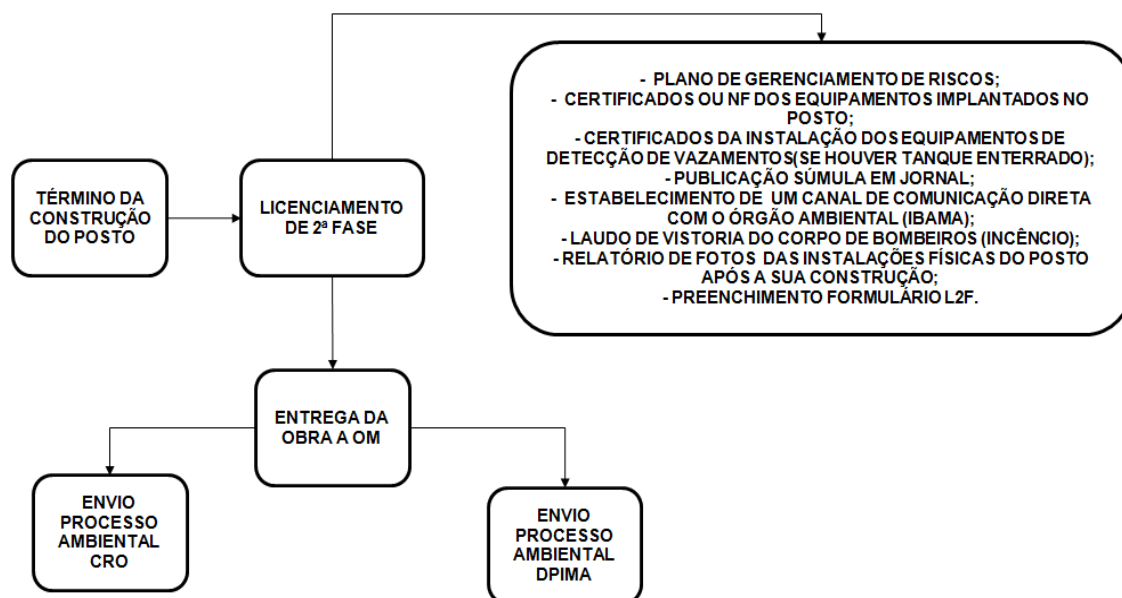 - PLANO DE GERENCIAMENTO DE RISCOS;
- CERTIFICADOS OU NF DOS EQUIPAMENTOS IMPLANTADOS NO
POSTO;
- CERTIFICADOS DA INSTALAÇÃO DOS EQUIPAMENTOS DE
DETECÇÃO DE VAZAMENTOS(SE HOUVER TANQUE ENTERRADO);
- PUBLICAÇÃO SÚMULA EM JORNAL;
- ESTABELECIMENTO DE UM CANAL DE COMUNICAÇÃO DIRETA
COM O ÓRGÃO AMBIENTAL (IBAMA);
- LAUDO DE VISTORIA DO CORPO DE BOMBEIROS (INCÊNCIO);
- RELATÓRIO DE FOTOS DAS INSTALAÇÕES FÍSICAS DO POSTO
APÓS A SUA CONSTRUÇÃO;
- PREENCHIMENTO FORMULÁRIO L2F.
TÉRMINO DA
CONSTRUÇÃO
DO POSTO
LICENCIAMENTO
DE 2ª FASE
ENTREGA DA
OBRA A OM
ENVIO
PROCESSO
AMBIENTAL
CRO
ENVIO
PROCESSO
AMBIENTAL
DPIMA